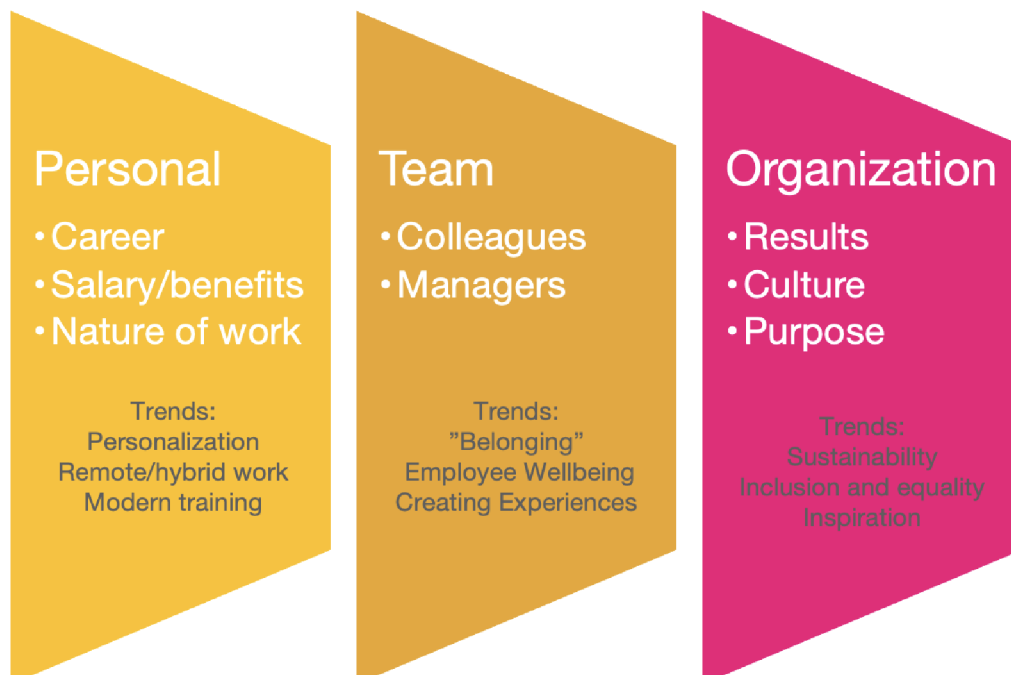 Personal
• Career
• Salary/benefits
• Nature of work
Trends:
Personalization
Remote/hybrid work
Modern training
Team
• Colleagues
• Managers
Trends:
”Belonging”
Employee Wellbeing
Creating Experiences
Organization
• Results
• Culture
• Purpose
Trends:
Sustainability
Inclusion and equality
Inspiration